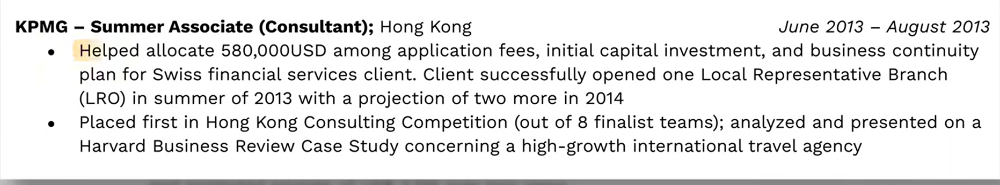 KPMG – Summer Associate (Consultant); Hong Kong June 2013 – August 2013
• Helped allocate 580,000USD among application fees, initial capital investment, and business continuity
plan for Swiss financial services client. Client successfully opened one Local Representative Branch
(LRO) in summer of 2013 with a projection of two more in 2014
• Placed first in Hong Kong Consulting Competition (out of 8 finalist teams); analyzed and presented on a
Harvard Business Review Case Study concerning a high-growth international travel agency